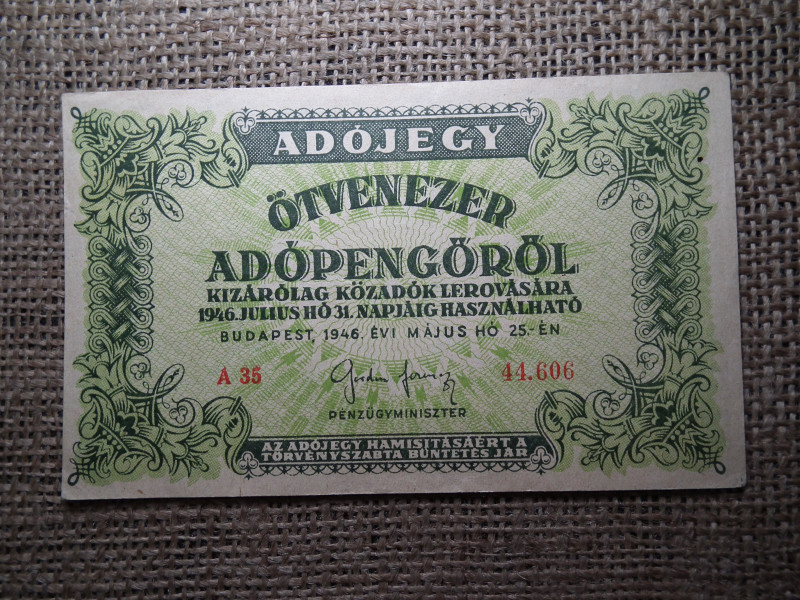 ADÓJEGY
ÖTVENEZER
ADÓPENGŐRŐL
KIZÁRÓLAG KÖZADÓK LEROVÁSÁRA
1946. JULIUS HÓ 31. NAPJÁIG HASZNÁLHATÓ
BUDAPEST, 1946. ÉVI MÁJUS HÓ 25.-ÉN
A 35 44.606
PÉNZÜGYMINISZTER
AZ ADÓJEGY HAMISITÁSÁÉRT A
TÖRVÉNYSZABTA BÜNTETÉS JÁR